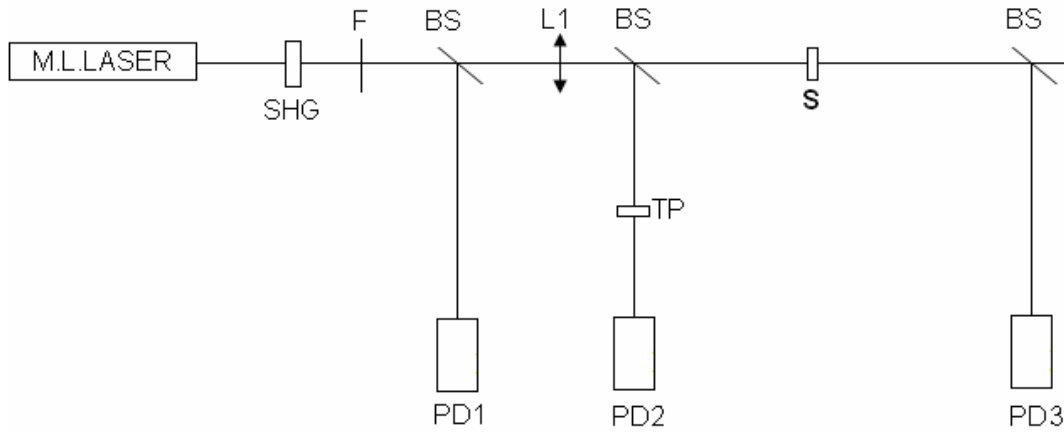 F BS L1 BS BS
M.L.LASER
SHG
S
TP
PD1 PD2 PD3